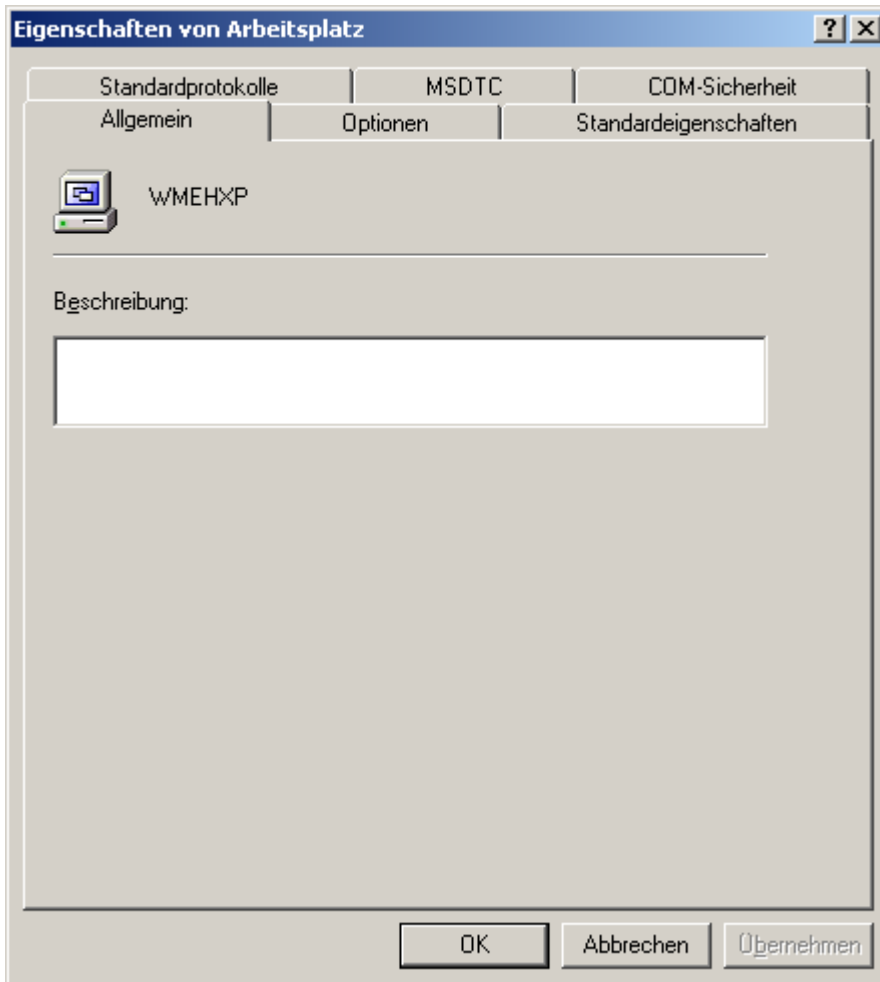 Eigenschaften von Arbeitsplatz
Standardprotokolle MSDTC COM-Sicherheit
Allgemein Optionen Standardeigenschaften
WMEHXP
Beschreibung:
OK Abbrechen Übernehmen